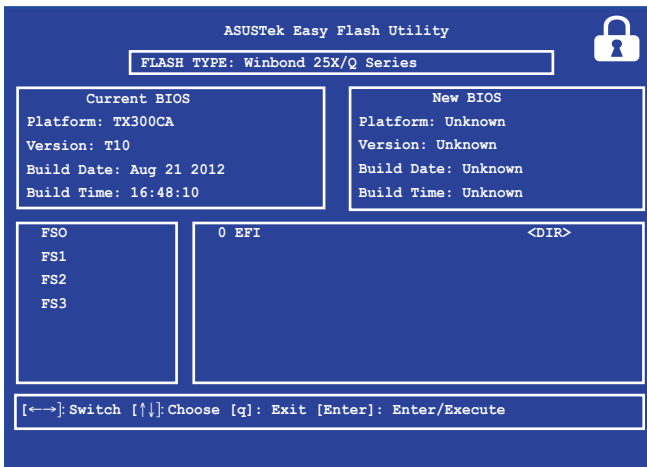 ASUSTek Easy Flash Utility
FLASH TYPE: Winbond 25X/Q Series
Current BIOS
Platform: TX300CA
Version: T10
Build Date: Aug 21 2012
Build Time: 16:48:10
New BIOS
Platform: Unknown
Version: Unknown
Build Date: Unknown
Build Time: Unknown
FSO
FS1
FS2
FS3
0 EFI <DIR>
[←→]: Switch [↑↓]: Choose [q]: Exit [Enter]: Enter/Execute